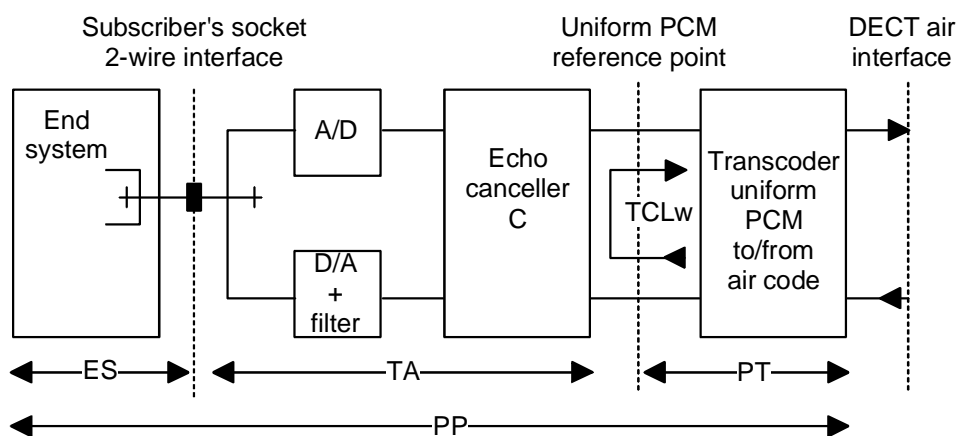 Subscriber's socket
2-wire interface
Uniform PCM
reference point
DECT air
interface
End
system
A/D
D/A
+
filter
Echo
canceller
C
TCLw
Transcoder
uniform
PCM
to/from
air code
ES
TA
PT
PP